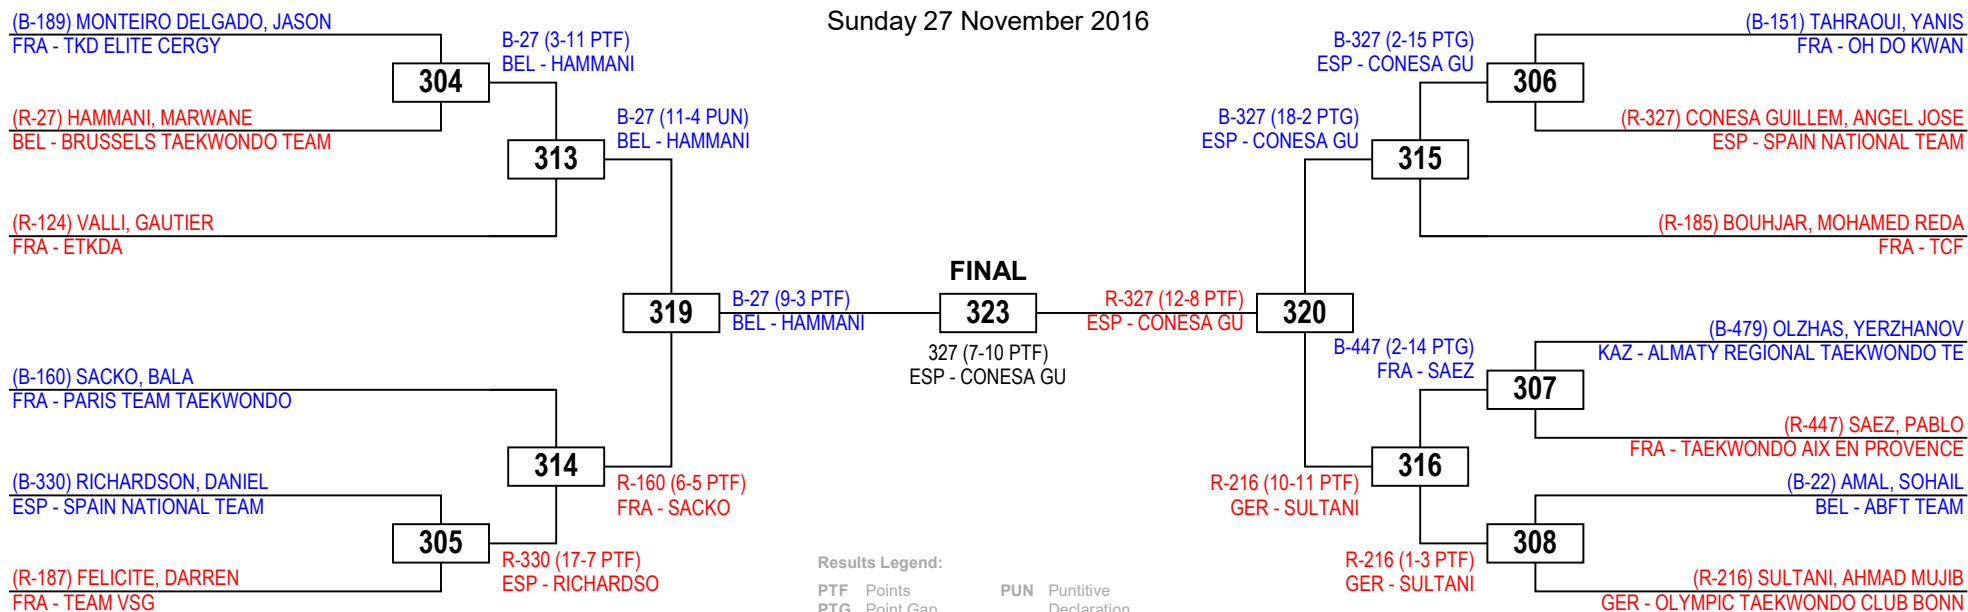 Sunday 27 November 2016
(B-189) MONTEIRO DELGADO, JASON
FRA - TKD ELITE CERGY
304
(R-27) HAMMANI, MARWANE
BEL - BRUSSELS TAEKWONDO TEAM
B-27 (3-11 PTF)
BEL - HAMMANI
313
(R-124) VALLI, GAUTIER
FRA - ETKDA
B-27 (11-4 PUN)
BEL - HAMMANI
319
B-27 (9-3 PTF)
BEL - HAMMANI
(B-160) SACKO, BALA
FRA - PARIS TEAM TAEKWONDO
314
R-160 (6-5 PTF)
FRA - SACKO
(B-330) RICHARDSON, DANIEL
ESP - SPAIN NATIONAL TEAM
305
R-330 (17-7 PTF)
ESP - RICHARDSO
(R-187) FELICITE, DARREN
FRA - TEAM VSG
FINAL
323
327 (7-10 PTF)
ESP - CONESA GU
R-327 (12-8 PTF)
ESP - CONESA GU
320
B-327 (2-15 PTG)
ESP - CONESA GU
306
(B-151) TAHRAOUI, YANIS
FRA - OH DO KWAN
(R-327) CONESA GUILLEM, ANGEL JOSE
ESP - SPAIN NATIONAL TEAM
B-327 (18-2 PTG)
ESP - CONESA GU
315
(R-185) BOUHJAR, MOHAMED REDA
FRA - TCF
B-447 (2-14 PTG)
FRA - SAEZ
307
(B-479) OLZHAS, YERZHANOV
KAZ - ALMATY REGIONAL TAEKWONDO TE
(R-447) SAEZ, PABLO
FRA - TAEKWONDO AIX EN PROVENCE
316
R-216 (10-11 PTF)
GER - SULTANI
(B-22) AMAL, SOHAIL
BEL - ABFT TEAM
308
R-216 (1-3 PTF)
GER - SULTANI
(R-216) SULTANI, AHMAD MUJIB
GER - OLYMPIC TAEKWONDO CLUB BONN
Results Legend:
PTF Points PUN Puntitive
PTG Point Gap Declaration